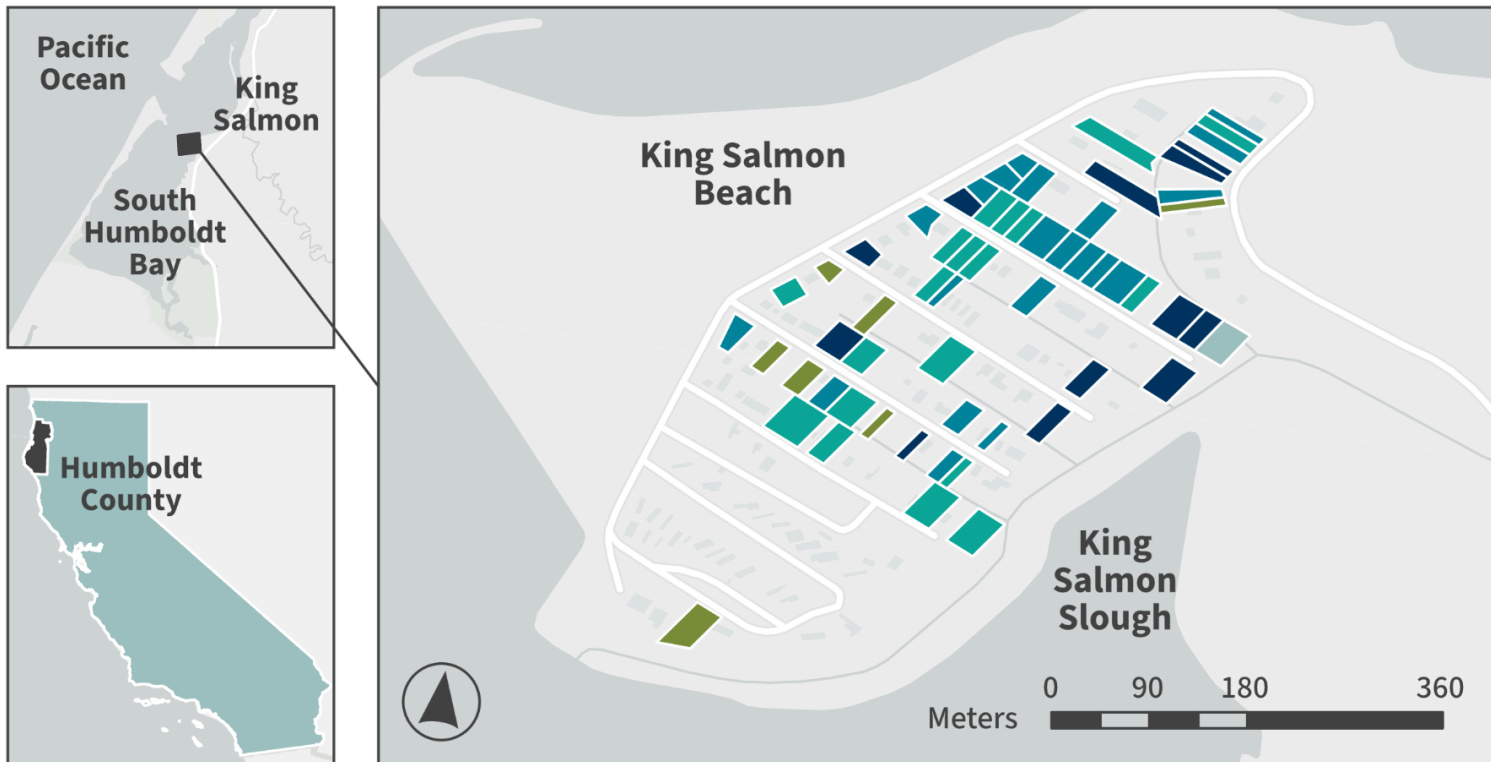 Pacific
Ocean
King
Salmon
South
Humboldt
Bay
Humboldt
County
King Salmon
Beach
King
Salmon
Slough
0 90 180 360
Meters